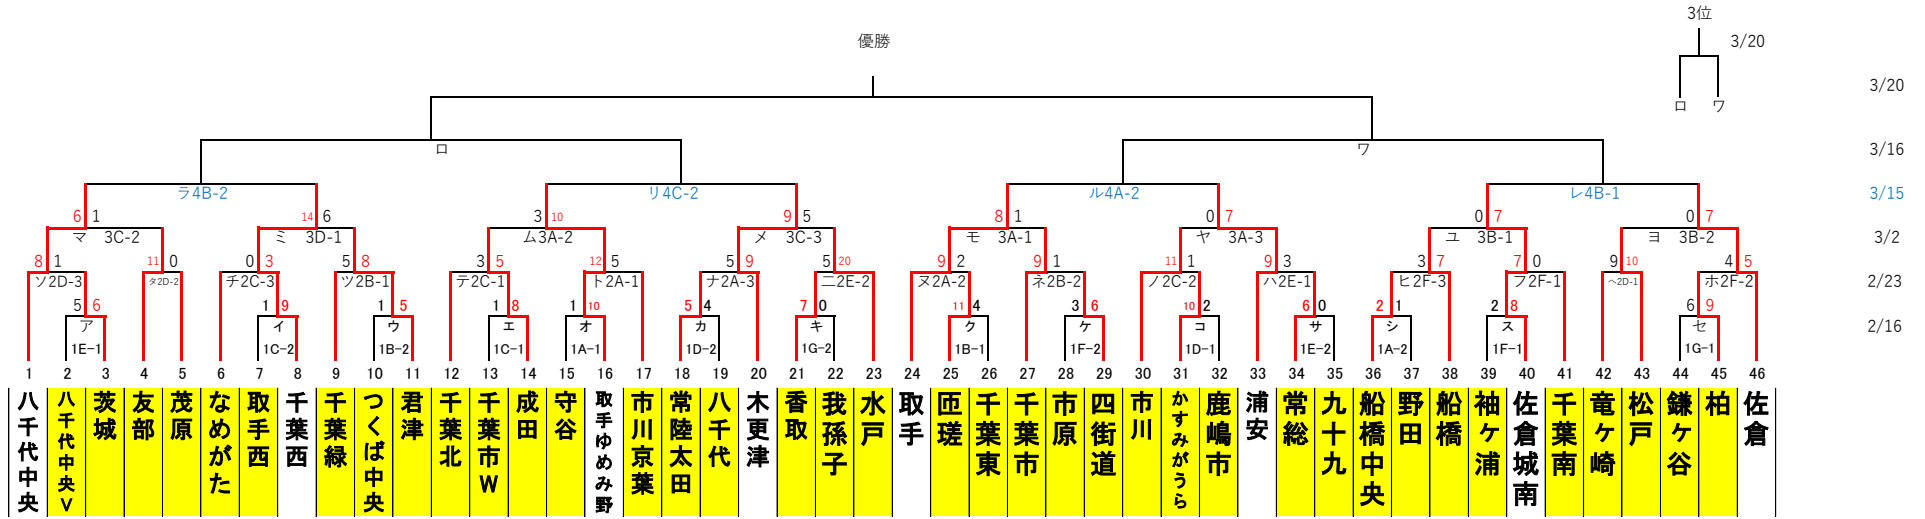 3位
優勝 3/20
3/20
ロ ワ
ロ ワ 3/16
ラ4B-2 リ4C-2 ル4A-2 レ4B-1 3/15
6 1 14 6 3 10 9 5 8 1 0 7 0 7 0 7
マ 3C-2 ミ 3D-1 ム3A-2 メ 3C-3 モ 3A-1 ヤ 3A-3 ユ 3B-1 ヨ 3B-2 3/2
8 1 11 0 0 3 5 8 3 5 12 5 5 9 5 20 9 2 9 1 11 1 9 3 3 7 7 0 9 10 4 5
ソ2D-3 タ2D-2 チ2C-3 ツ2B-1 テ2C-1 ト2A-1 ナ2A-3 ニ2E-2 ヌ2A-2 ネ2B-2 ノ2C-2 ハ2E-1 ヒ2F-3 フ2F-1 ヘ2D-1 ホ2F-2 2/23
5 6 1 9 1 5 1 8 1 10 5 4 7 0 11 4 3 6 10 2 6 0 2 1 2 8 6 9
ア イ ウ エ オ カ キ ク ケ コ サ シ ス セ 2/16
1E-1 1C-2 1B-2 1C-1 1A-1 1D-2 1G-2 1B-1 1F-2 1D-1 1E-2 1A-2 1F-1 1G-1
1 2 3 4 5 6 7 8 9 10 11 12 13 14 15 16 17 18 19 20 21 22 23 24 25 26 27 28 29 30 31 32 33 34 35 36 37 38 39 40 41 42 43 44 45 46
八千代中央
八千代中央V
茨城
友部
茂原
なめがた
取手西
千葉西
千葉緑
つくば中央
君津
千葉北
千葉市W
成田
守谷
取手ゆめみ野
市川京葉
常陸太田
八千代
木更津
香取
我孫子
水戸
取手
匝瑳
千葉東
千葉市
市原
四街道
市川
かすみがうら
鹿嶋市
浦安
常総
九十九
船橋中央
野田
船橋
袖ヶ浦
佐倉城南
千葉南
竜ヶ崎
松戸
鎌ヶ谷
柏
佐倉